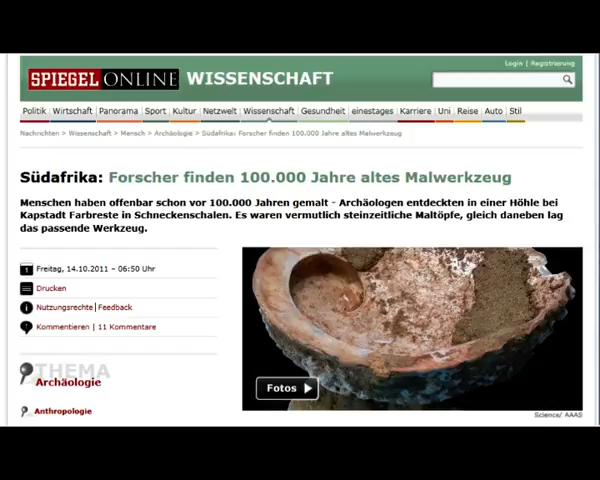 Login | Registrierung
SPIEGEL ONLINE WISSENSCHAFT
Politik Wirtschaft Panorama Sport Kultur Netzwelt Wissenschaft Gesundheit einestages Karriere Uni Reise Auto Stil
Nachrichten > Wissenschaft > Mensch > Archäologie > Südafrika: Forscher finden 100.000 Jahre altes Malwerkzeug
Südafrika: Forscher finden 100.000 Jahre altes Malwerkzeug
Menschen haben offenbar schon vor 100.000 Jahren gemalt - Archäologen entdeckten in einer Höhle bei
Kapstadt Farbreste in Schneckenschalen. Es waren vermutlich steinzeitliche Maltöpfe, gleich daneben lag
das passende Werkzeug.
1 Freitag, 14.10.2011 – 06:50 Uhr
Drucken
Nutzungsrechte | Feedback
Kommentieren | 11 Kommentare
THEMA
Archäologie
Anthropologie
Fotos
Science/ AAAS